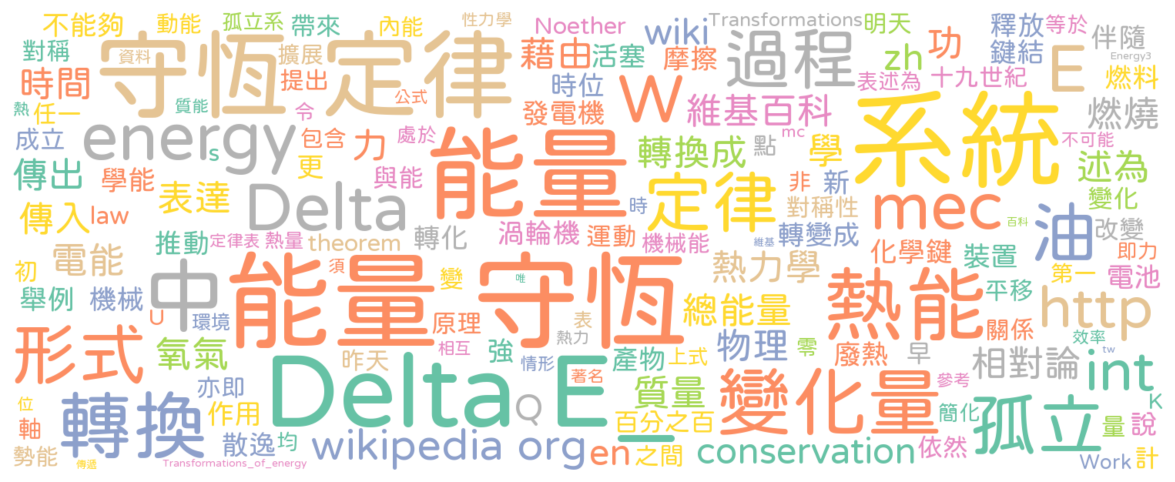 不能夠 動能 孤立系 帶來 內能 性力學 Noether wiki Transformations 明天 釋放 等於
對稱 資料 守恆定律 擴展 提出 藉由 活塞 摩擦 過程 zh 功 E 鍵結 伴隨 Energy3
時間 公式 時位 表述為 十九世紀 燃料
熱 任一 質能 令 發電機 W 維基百科 系統 燃燒
成立 energy s 包含 力 處於 能量 轉換成 點 mc 學 不可能
傳出 學能 表達 更 Delta 與能 定律 非 新 述為
傳入 law 時 對稱性 mec 變化
推動 定律表 熱量 theorem 轉化 渦輪機 運動 機械能 轉變成 百科 油 改變
初 電能 中 能量守恆 須 變 唯 維基 熱力學 化學鍵 裝置 即力
舉例 機械 熱能 平移 第一 電池
U 環境 原理 表 總能量 關係 http
形式 氧氣 昨天 相互 強 熱力 物理 零 廢熱 早 效率
亦即 Delta E_ 情形 產物 上式 相對論 tw int
位 轉換 作用 Q 著名 質量 變化量 參考 K
軸 散逸 均 百分之百 簡化 孤立 量 說
勢能 傳遞 Transformations_of_energy wikipedia org en 之間 conservation 依然 Work 計